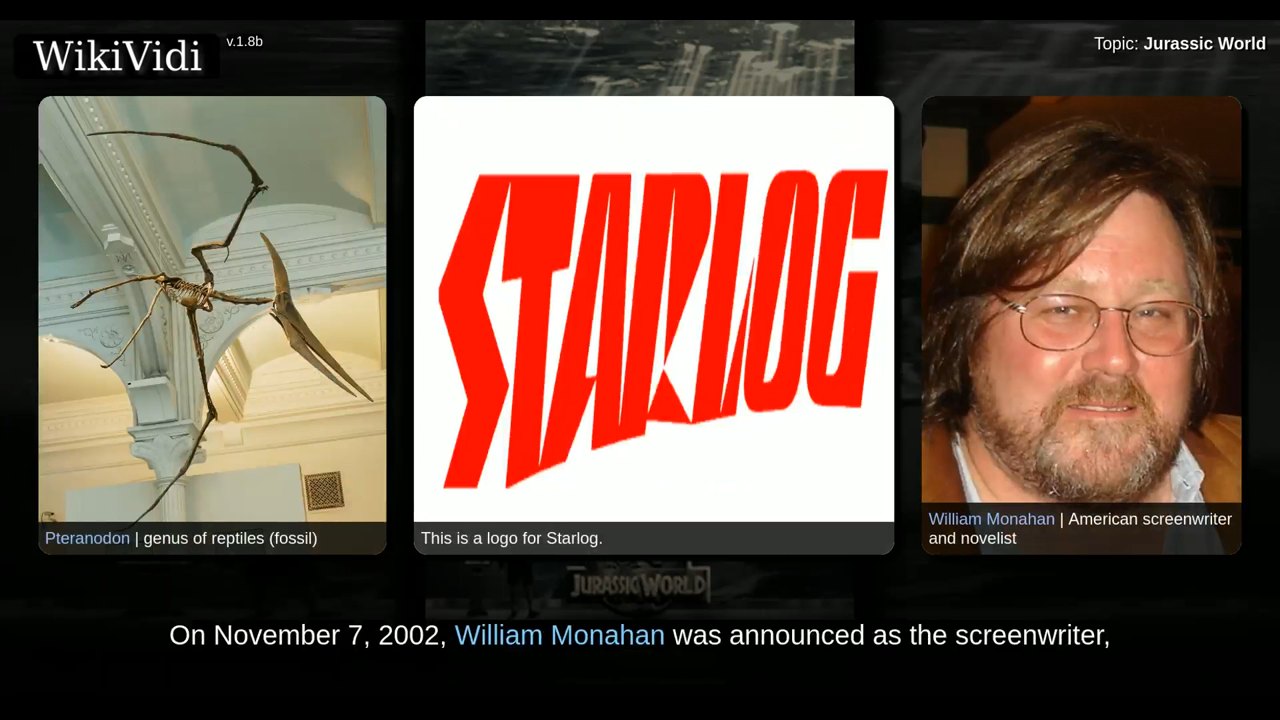 WikiVidi
v.1.8b
Topic: Jurassic World
STARLOG
Pteranodon | genus of reptiles (fossil)
This is a logo for Starlog.
William Monahan | American screenwriter
and novelist
JURASSIC WORLD
On November 7, 2002, William Monahan was announced as the screenwriter,